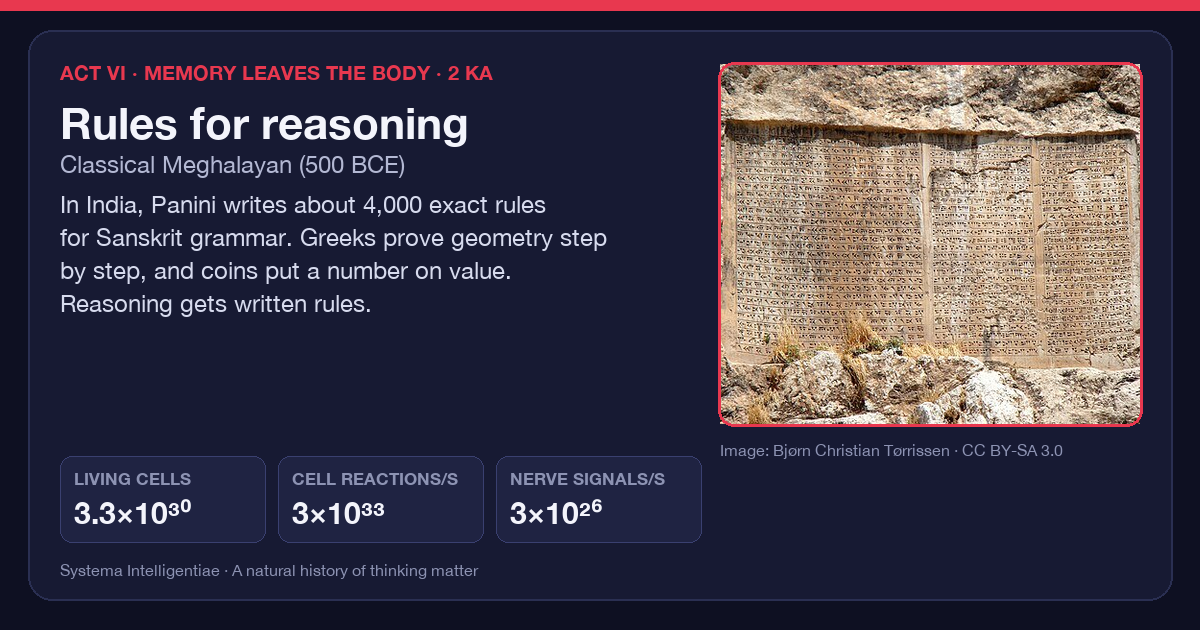 ACT VI · MEMORY LEAVES THE BODY · 2 KA
Rules for reasoning
Classical Meghalayan (500 BCE)
In India, Panini writes about 4,000 exact rules
for Sanskrit grammar. Greeks prove geometry step
by step, and coins put a number on value.
Reasoning gets written rules.
Image: Bjørn Christian Tørrissen · CC BY-SA 3.0
LIVING CELLS
3.3×10³⁰
CELL REACTIONS/S
3×10³³
NERVE SIGNALS/S
3×10²⁶
Systema Intelligentiae · A natural history of thinking matter